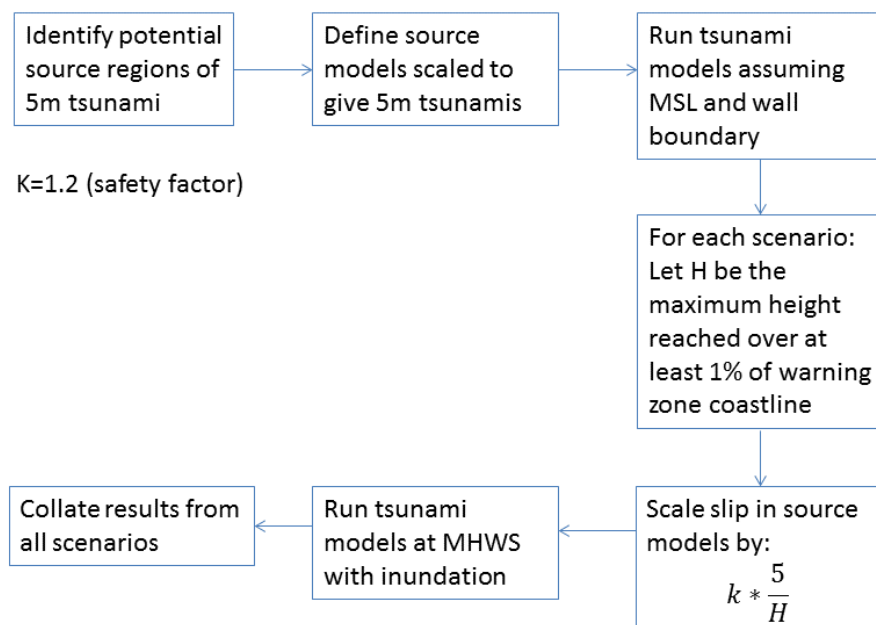 Identify potential
source regions of
5m tsunami
Define source
models scaled to
give 5m tsunamis
Run tsunami
models assuming
MSL and wall
boundary
K=1.2 (safety factor)
For each scenario:
Let H be the
maximum height
reached over at
least 1% of warning
zone coastline
Scale slip in source
models by:
k * 5/H
Run tsunami
models at MHWS
with inundation
Collate results from
all scenarios